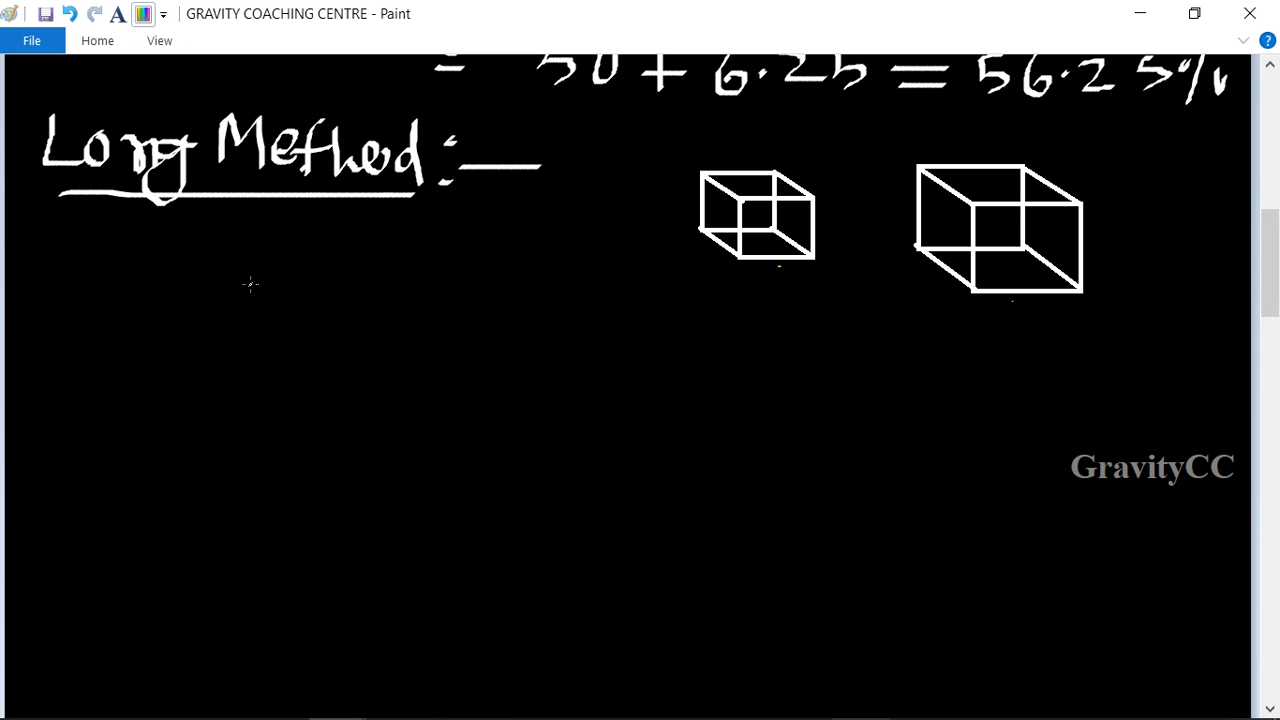 GRAVITY COACHING CENTRE - Paint
File Home View
= 50 + 6.25 = 56.25%
Long Method :—
GravityCC